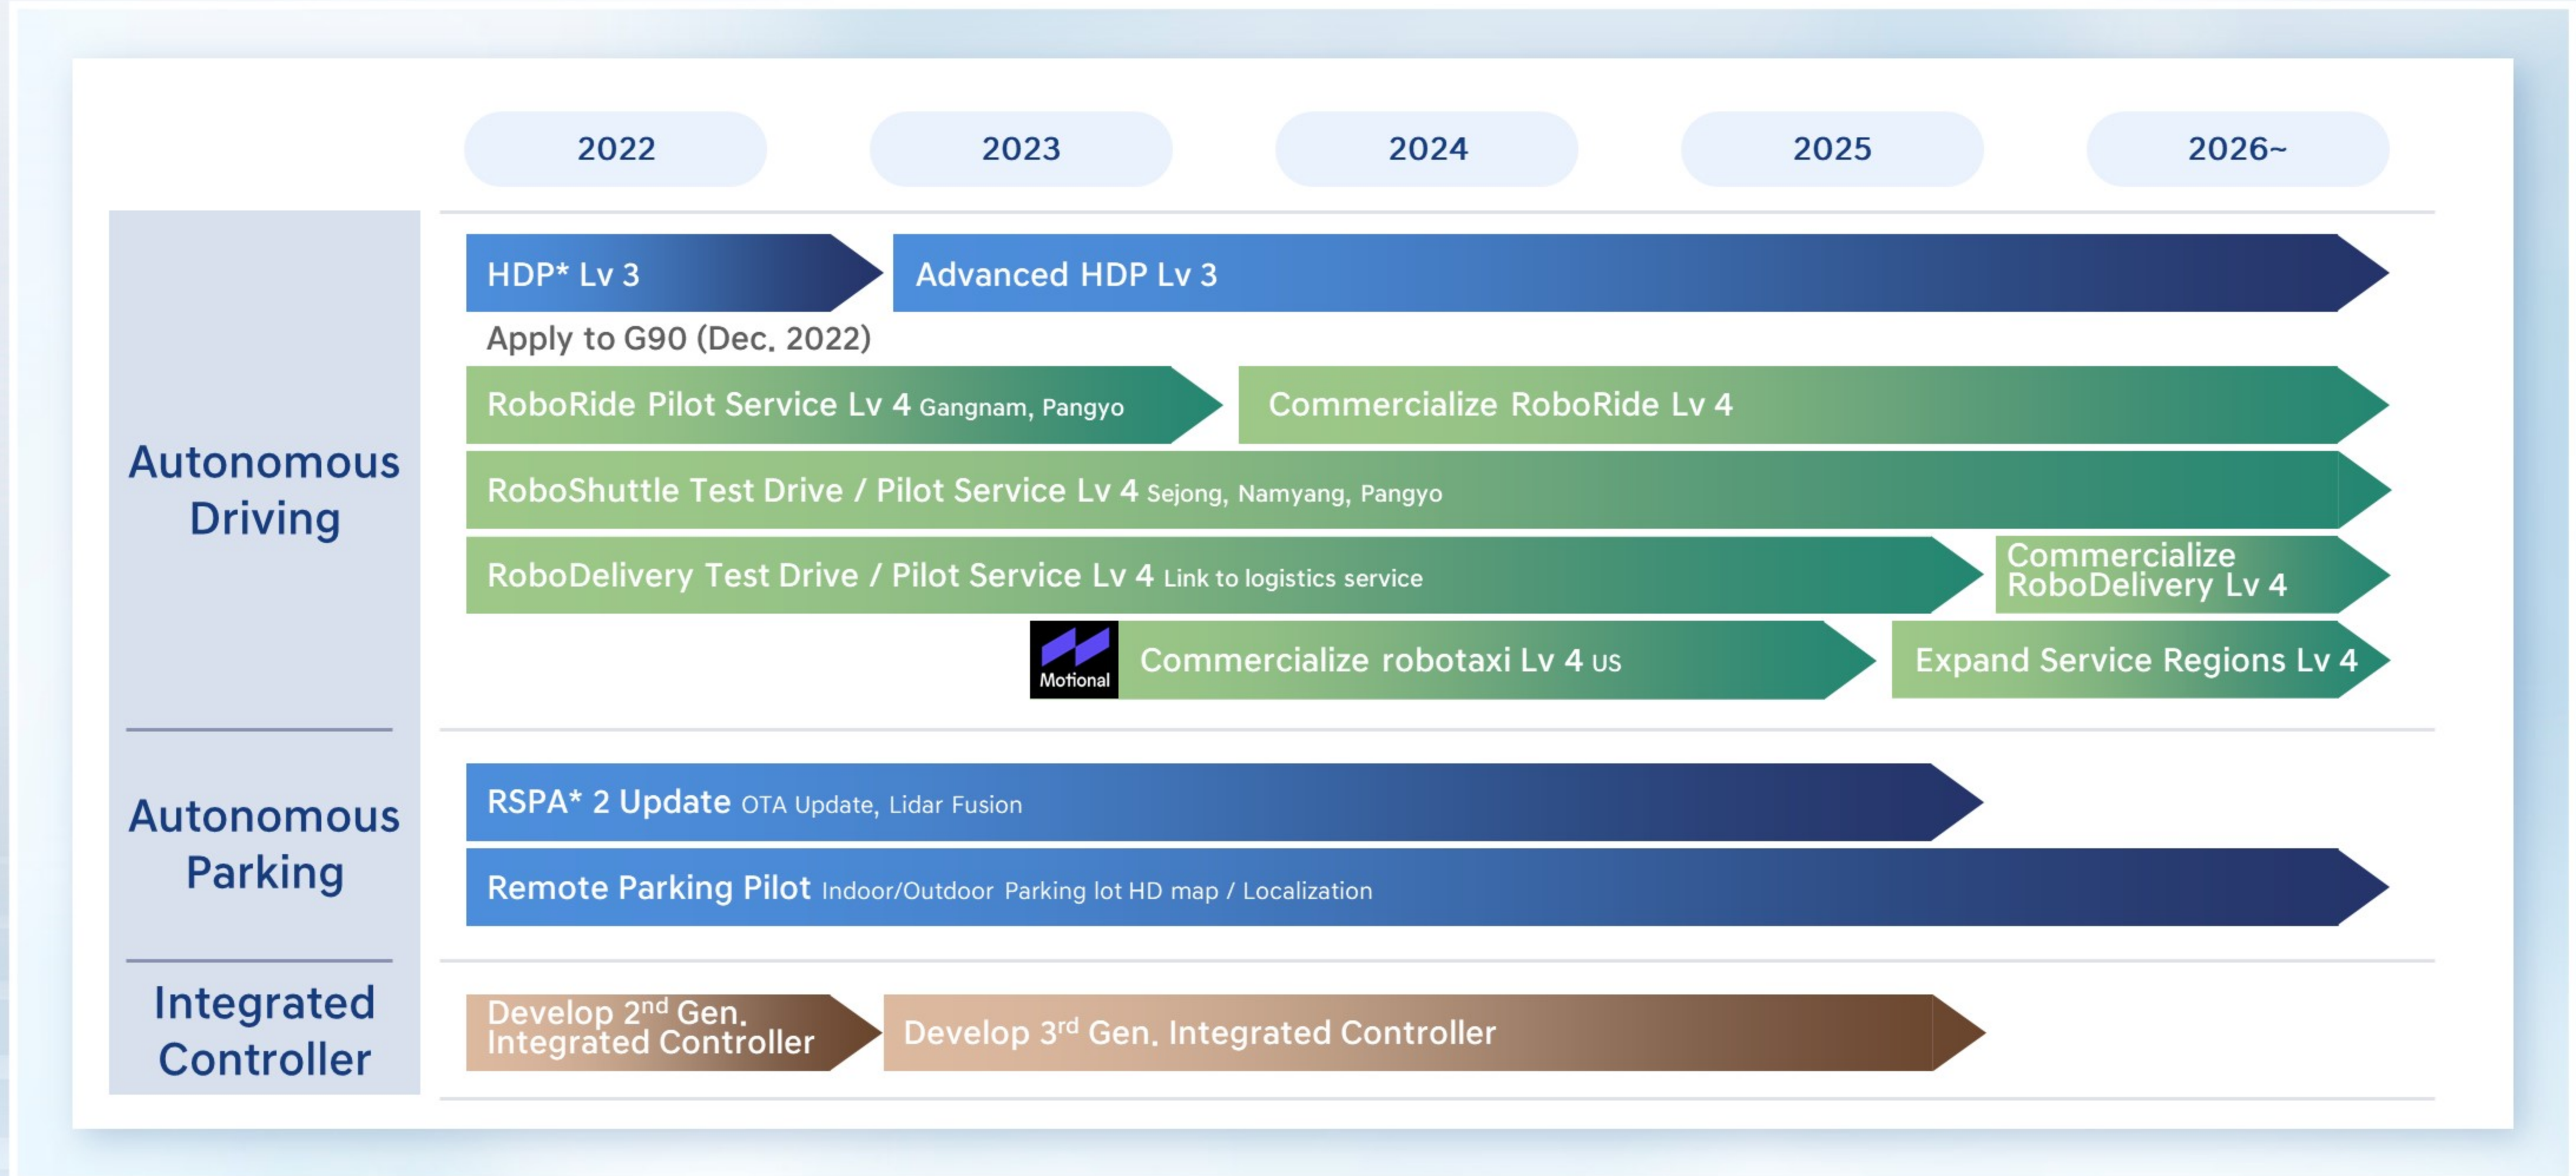 2022
2023
2024
2025
2026~
Autonomous
Driving
HDP* Lv 3
Advanced HDP Lv 3
Apply to G90 (Dec. 2022)
RoboRide Pilot Service Lv 4 Gangnam, Pangyo
Commercialize RoboRide Lv 4
RoboShuttle Test Drive / Pilot Service Lv 4 Sejong, Namyang, Pangyo
RoboDelivery Test Drive / Pilot Service Lv 4 Link to logistics service
Commercialize
RoboDelivery Lv 4
Motional
Commercialize robotaxi Lv 4 US
Expand Service Regions Lv 4
Autonomous
Parking
RSPA* 2 Update OTA Update, Lidar Fusion
Remote Parking Pilot Indoor/Outdoor Parking lot HD map / Localization
Integrated
Controller
Develop 2nd Gen.
Integrated Controller
Develop 3rd Gen. Integrated Controller